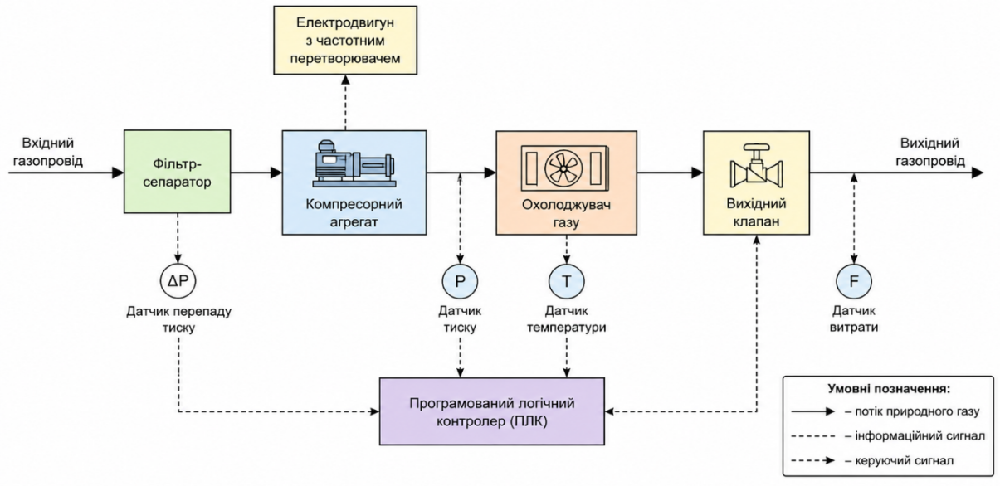 Електродвигун
з частотним
перетворювачем
Вхідний
газопровід
Фільтр-
сепаратор
Компресорний
агрегат
Охолоджувач
газу
Вихідний
клапан
Вихідний
газопровід
ΔP
Датчик перепаду
тиску
P
Датчик
тиску
T
Датчик
температури
F
Датчик
витрати
Програмований логічний
контролер (ПЛК)
Умовні позначення:
– потік природного газу
– інформаційний сигнал
– керуючий сигнал